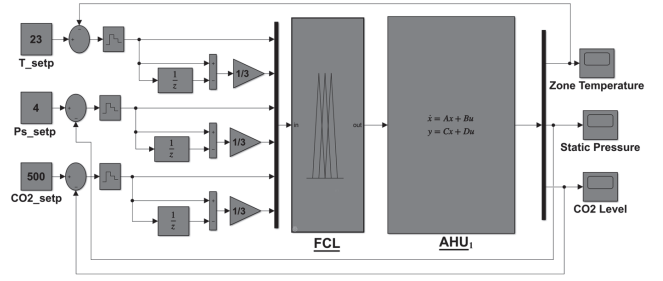 23
T_setp
1
z
1/3
4
Ps_setp
1
z
1/3
500
CO2_setp
1
z
1/3
in
out
FCL
ẋ = Ax + Bu
y = Cx + Du
AHU₁
Zone Temperature
Static Pressure
CO2 Level